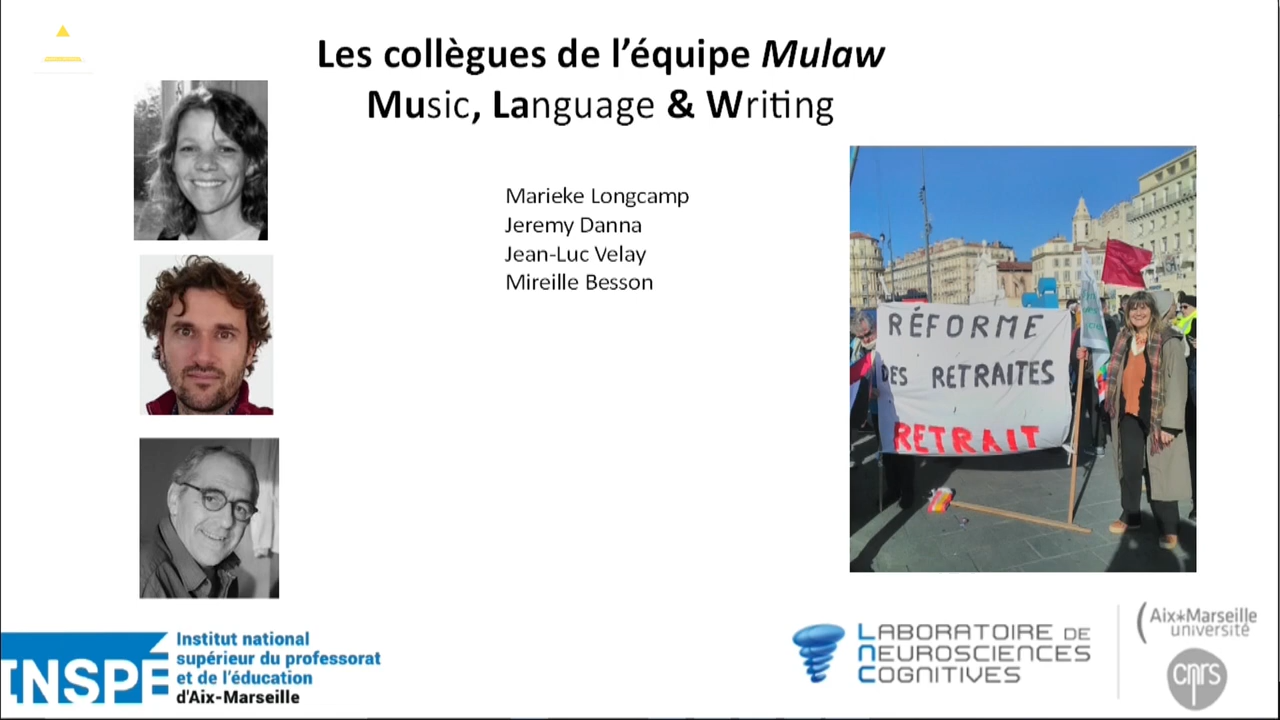 Les collègues de l’équipe Mulaw
Music, Language & Writing
Marieke Longcamp
Jeremy Danna
Jean-Luc Velay
Mireille Besson
RÉFORME
DES RETRAITES
RETRAIT
INSPÉ
Institut national
supérieur du professorat
et de l’éducation
d'Aix-Marseille
LABORATOIRE DE
NEUROSCIENCES
COGNITIVES
Aix*Marseille
université
cnrs